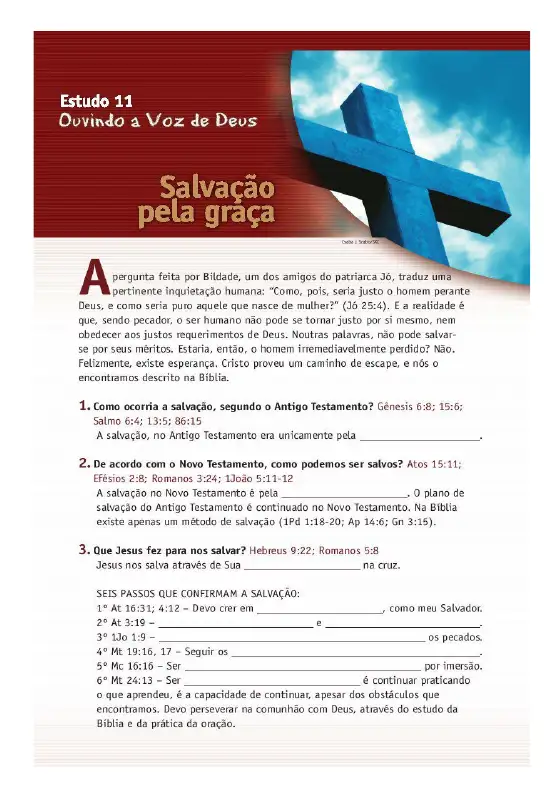 Estudo 11
Ouvindo a Voz de Deus
Salvação
pela graça
A pergunta feita por Bildade, um dos amigos do patriarca Jó, traduz uma
pertinente inquietação humana: “Como, pois, seria justo o homem perante
Deus, e como seria puro aquele que nasce de mulher?” (Jó 25:4). E a realidade é
que, sendo pecador, o ser humano não pode se tornar justo por si mesmo, nem
obedecer aos justos requerimentos de Deus. Noutras palavras, não pode salvar-
se por seus méritos. Estaria, então, o homem irremediavelmente perdido? Não.
Felizmente, existe esperança. Cristo proveu um caminho de escape, e nós o
encontramos descrito na Bíblia.
1. Como ocorria a salvação, segundo o Antigo Testamento? Gênesis 6:8; 15:6;
Salmo 6:4; 13:5; 86:15
A salvação, no Antigo Testamento era unicamente pela ____________________.
2. De acordo com o Novo Testamento, como podemos ser salvos? Atos 15:11;
Efésios 2:8; Romanos 3:24; 1João 5:11-12
A salvação no Novo Testamento é pela _____________________. O plano de
salvação do Antigo Testamento é continuado no Novo Testamento. Na Bíblia
existe apenas um método de salvação (1Pd 1:18-20; Ap 14:6; Gn 3:15).
3. Que Jesus fez para nos salvar? Hebreus 9:22; Romanos 5:8
Jesus nos salva através de Sua ____________________ na cruz.
SEIS PASSOS QUE CONFIRMAM A SALVAÇÃO:
1º At 16:31; 4:12 – Devo crer em _____________________, como meu Salvador.
2º At 3:19 – __________________________ e __________________________.
3º 1Jo 1:9 – _____________________________________________ os pecados.
4º Mt 19:16, 17 – Seguir os __________________________________________.
5º Mc 16:16 – Ser ________________________________________ por imersão.
6º Mt 24:13 – Ser ______________________________ é continuar praticando
o que aprendeu, é a capacidade de continuar, apesar dos obstáculos que
encontramos. Devo perseverar na comunhão com Deus, através do estudo da
Bíblia e da prática da oração.